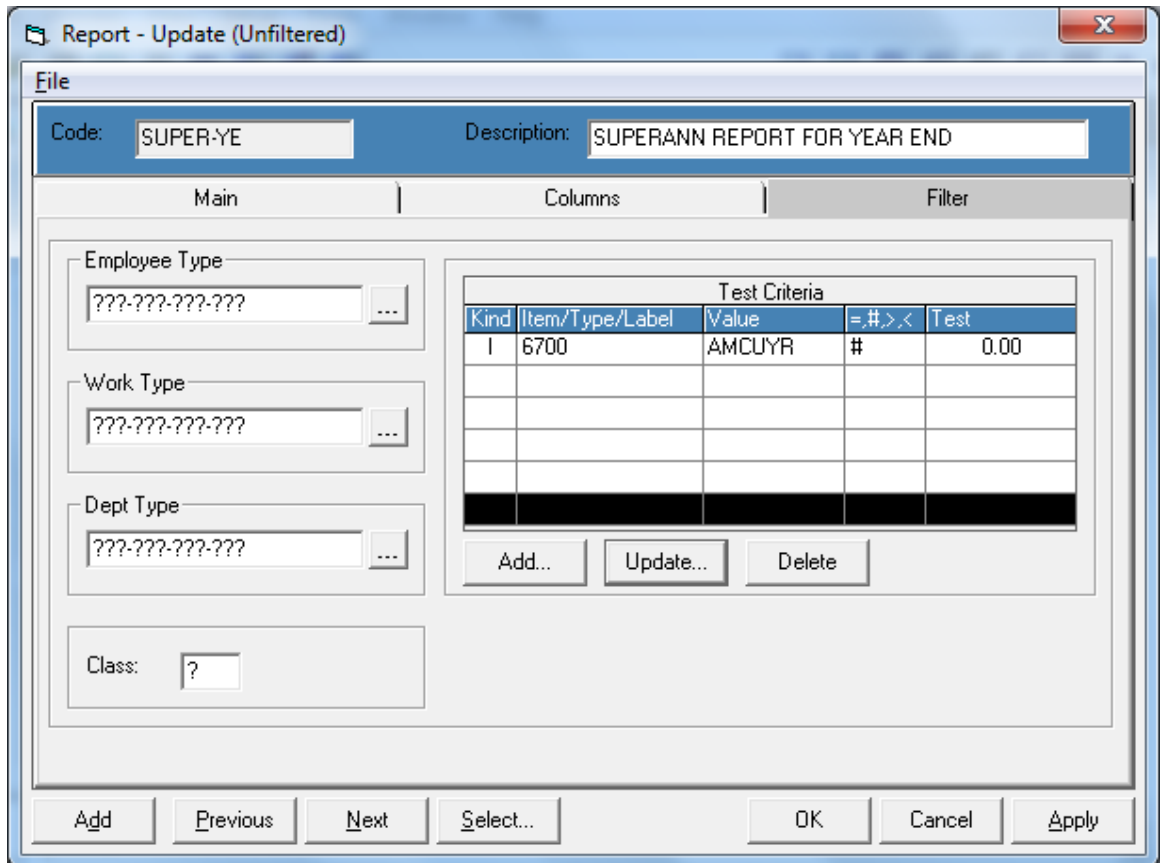 Report - Update (Unfiltered)
X
File
Code: SUPER-YE Description: SUPERANN REPORT FOR YEAR END
Main Columns Filter
Employee Type
???-???-???-??? ...
Work Type
???-???-???-??? ...
Dept Type
???-???-???-??? ...
Class: ?
Test Criteria
Kind Item/Type/Label Value =,#,>,< Test
I 6700 AMCUYR # 0.00
Add... Update... Delete
Add Previous Next Select... OK Cancel Apply